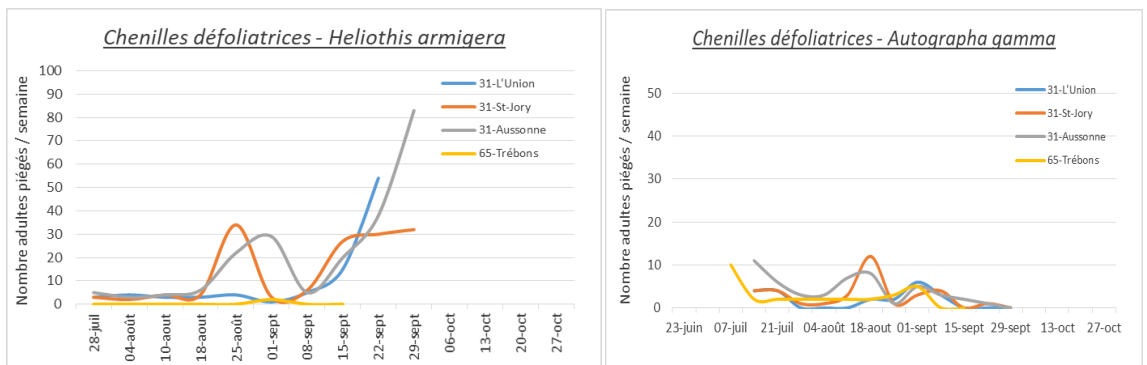 Chenilles défoliatrices - Heliothis armigera
Nombre adultes piégés / semaine
100
90
80
70
60
50
40
30
20
10
0
31-L'Union
31-St-Jory
31-Aussonne
65-Trébons
28-juil
04-août
10-août
18-août
25-août
01-sept
08-sept
15-sept
22-sept
29-sept
06-oct
13-oct
20-oct
27-oct
Chenilles défoliatrices - Autographa gamma
Nombre adultes piégés / semaine
50
40
30
20
10
0
31-L'Union
31-St-Jory
31-Aussonne
65-Trébons
23-juin 07-juil 21-juil 04-août 18-août 01-sept 15-sept 29-sept 13-oct 27-oct